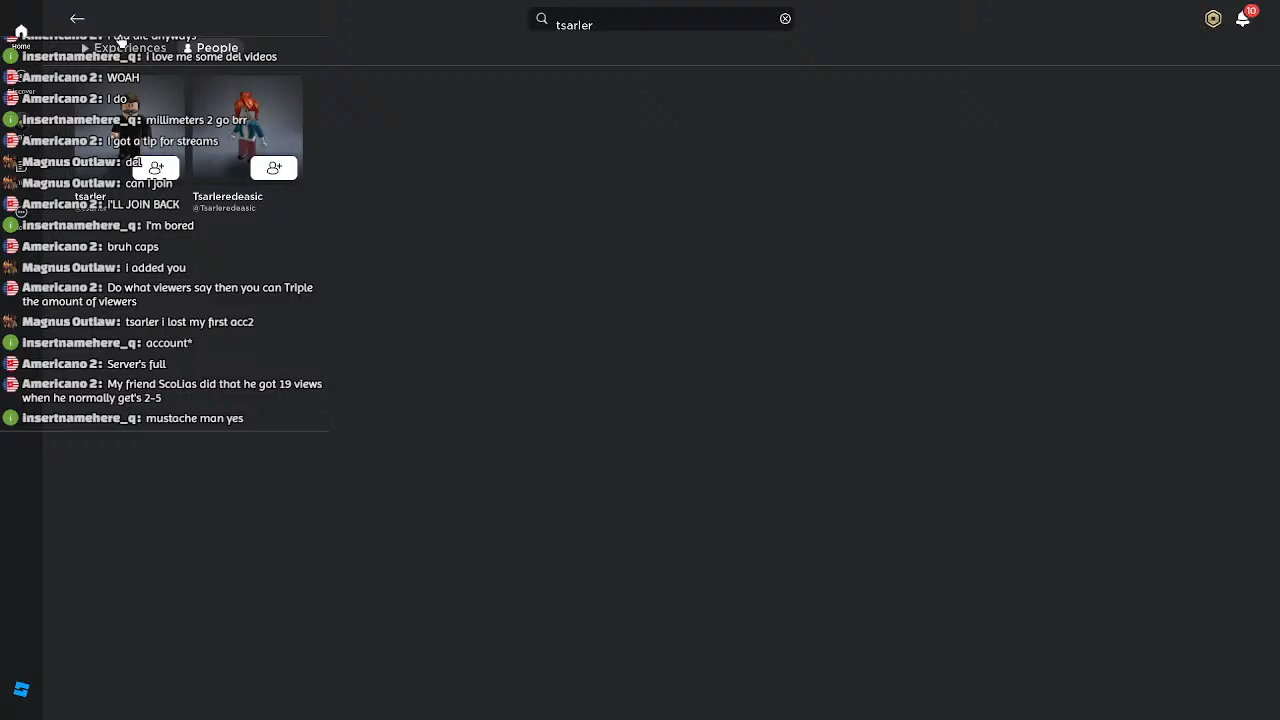 tsarler
10
Home
Experiences
People
insertnamehere_q: i love me some del videos
Americano 2: WOAH
Americano 2: I do
insertnamehere_q: millimeters 2 go brr
Americano 2: I got a tip for streams
Magnus Outlaw: del
Magnus Outlaw: can i join
tsarler
Tsarleredeasic
@Tsarleredeasic
Americano 2: I'LL JOIN BACK
insertnamehere_q: I'm bored
Americano 2: bruh caps
Magnus Outlaw: i added you
Americano 2: Do what viewers say then you can Triple
the amount of viewers
Magnus Outlaw: tsarler i lost my first acc2
insertnamehere_q: account*
Americano 2: Server's full
Americano 2: My friend ScoLias did that he got 19 views
when he normally get's 2-5
insertnamehere_q: mustache man yes